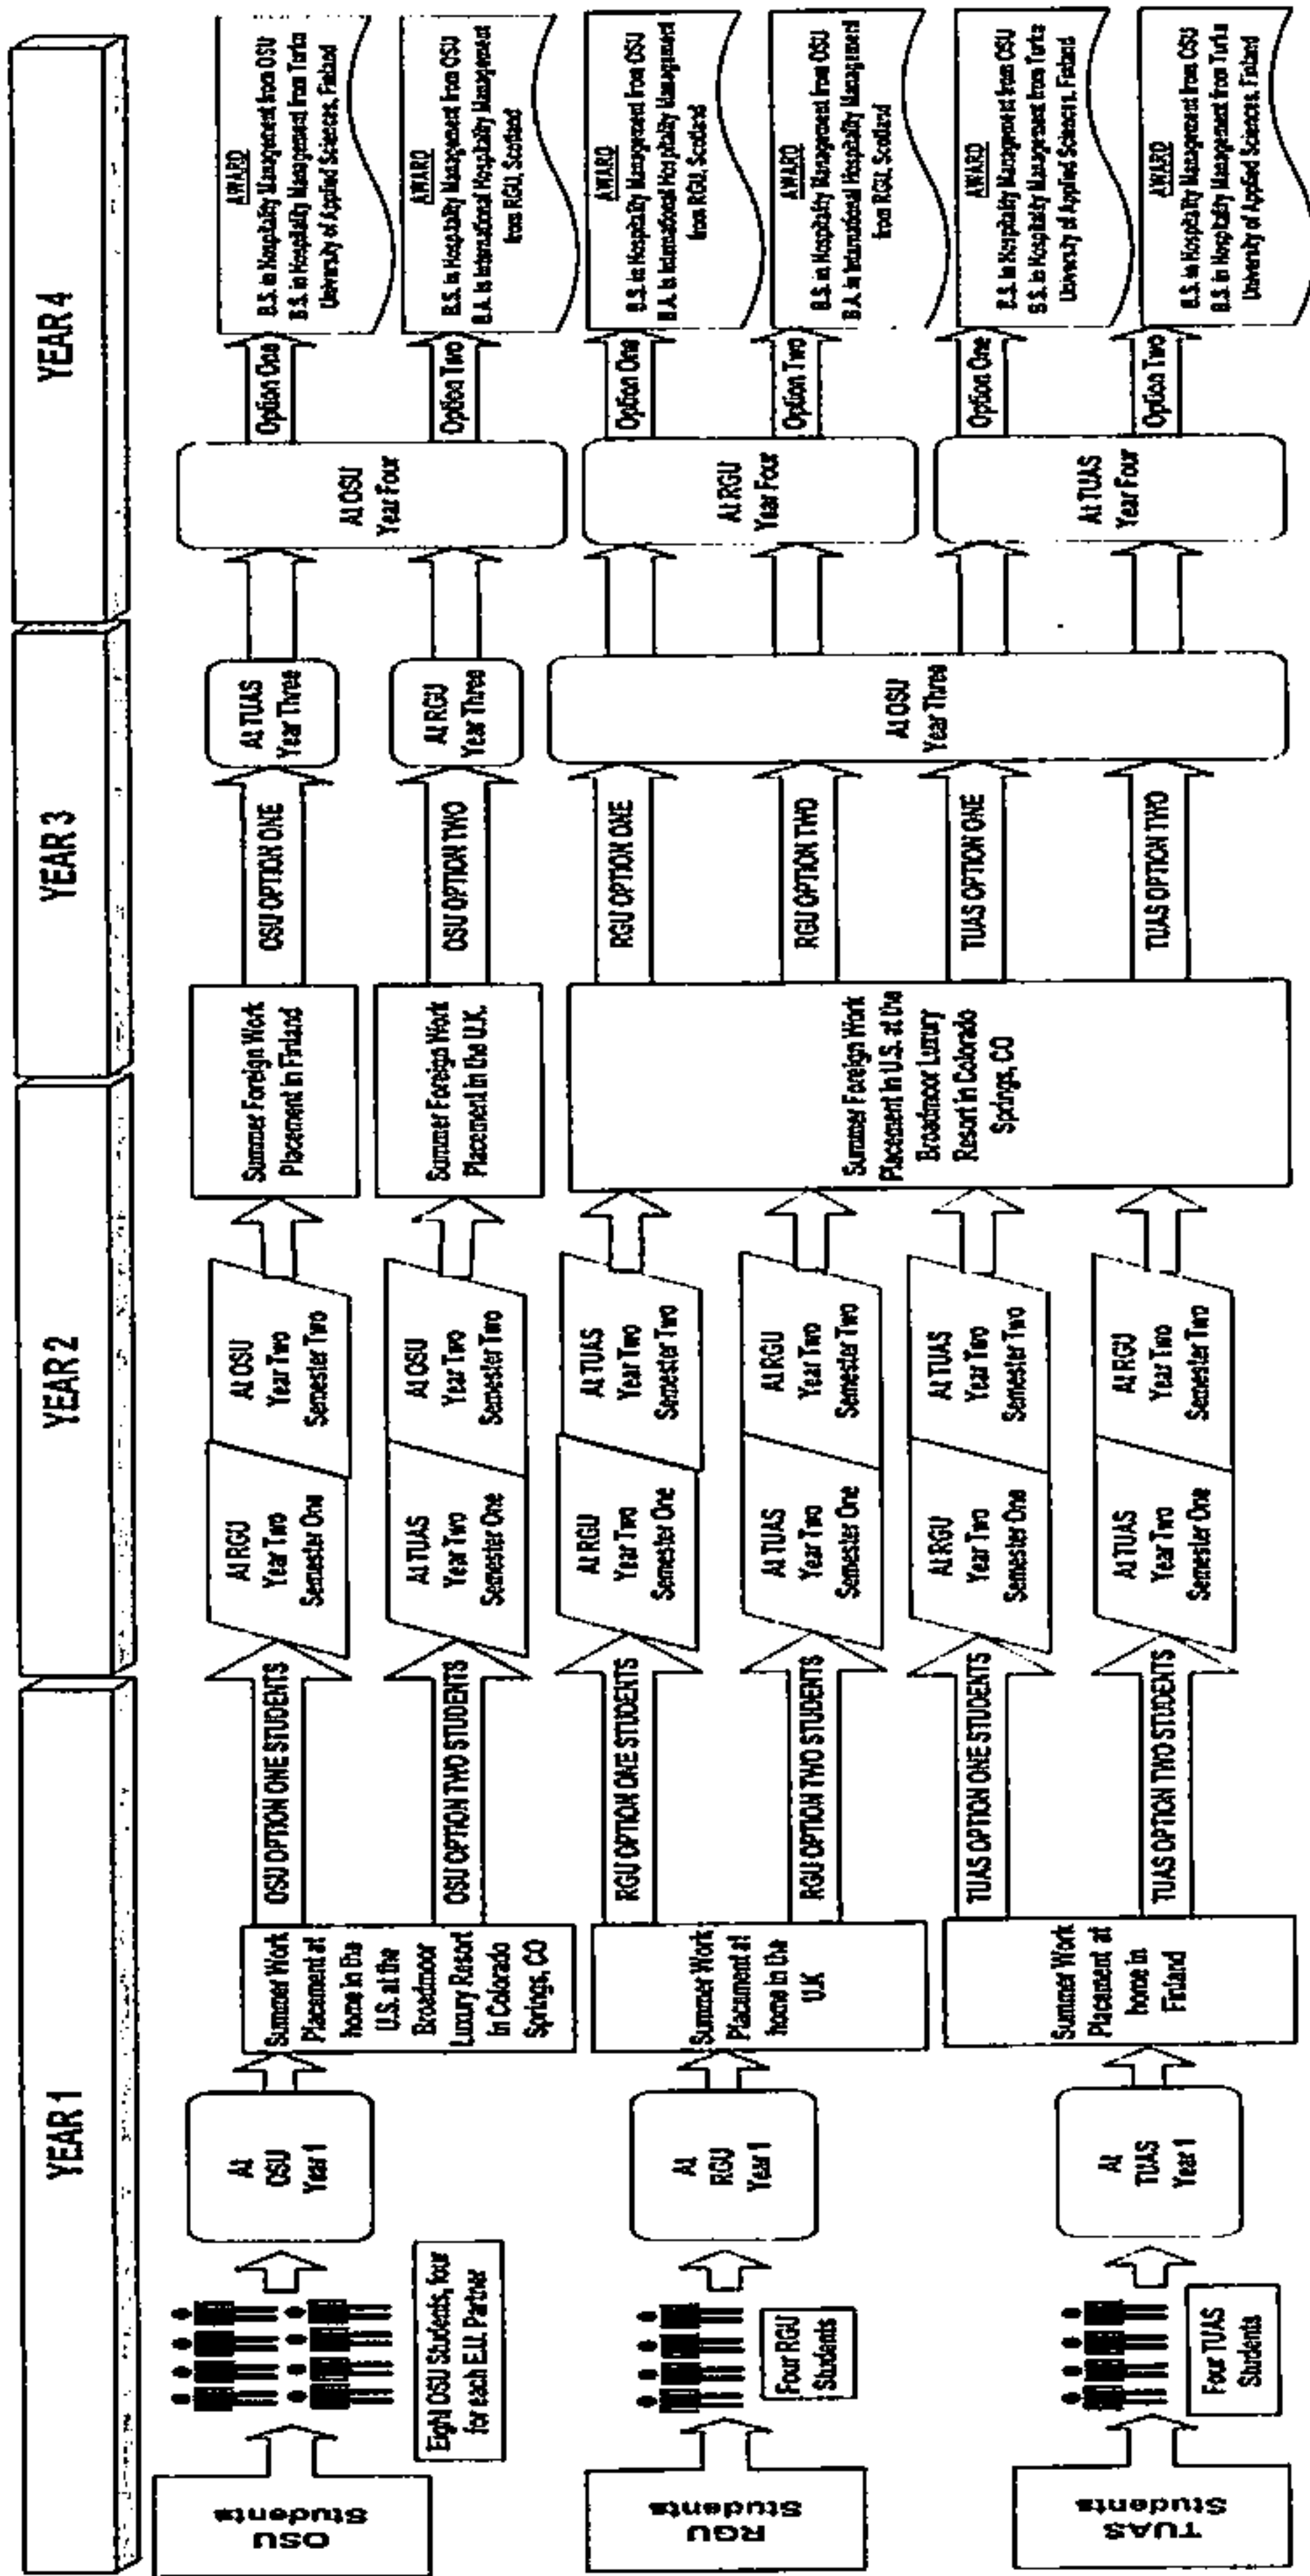 YEAR 1
YEAR 2
YEAR 3
YEAR 4
OSU
Students
Eight OSU Students, four
for each E.U. Partner
At
OSU
Year 1
Summer Work
Placement at
home in the
U.S. at the
Broadmoor
Luxury Resort
in Colorado
Springs, CO
OSU OPTION ONE STUDENTS
At RGU
Year Two
Semester One
At OSU
Year Two
Semester Two
Summer Foreign Work
Placement in Finland
OSU OPTION ONE
At TUAS
Year Three
At OSU
Year Four
Option One
AWARD
B.S. in Hospitality Management from OSU
B.S. in Hospitality Management from Turku
University of Applied Sciences, Finland
OSU OPTION TWO STUDENTS
At TUAS
Year Two
Semester One
At OSU
Year Two
Semester Two
Summer Foreign Work
Placement in the U.K.
OSU OPTION TWO
At RGU
Year Three
Option Two
AWARD
B.S. in Hospitality Management from OSU
B.A. in International Hospitality Management
from RGU, Scotland
RGU
Students
Four RGU
Students
At
RGU
Year 1
Summer Work
Placement at
home in the
U.K
RGU OPTION ONE STUDENTS
At RGU
Year Two
Semester One
At TUAS
Year Two
Semester Two
Summer Foreign Work
Placement in U.S. at the
Broadmoor Luxury
Resort in Colorado
Springs, CO
RGU OPTION ONE
At OSU
Year Three
At RGU
Year Four
Option One
AWARD
B.S. in Hospitality Management from OSU
B.A. in International Hospitality Management
from RGU, Scotland
RGU OPTION TWO STUDENTS
At TUAS
Year Two
Semester One
At RGU
Year Two
Semester Two
RGU OPTION TWO
Option Two
AWARD
B.S. in Hospitality Management from OSU
B.A. in International Hospitality Management
from RGU, Scotland
TUAS
Students
Four TUAS
Students
At
TUAS
Year 1
Summer Work
Placement at
home in
Finland
TUAS OPTION ONE STUDENTS
At RGU
Year Two
Semester One
At TUAS
Year Two
Semester Two
TUAS OPTION ONE
At TUAS
Year Four
Option One
AWARD
B.S. in Hospitality Management from OSU
B.S. in Hospitality Management from Turku
University of Applied Sciences, Finland
TUAS OPTION TWO STUDENTS
At TUAS
Year Two
Semester One
At RGU
Year Two
Semester Two
TUAS OPTION TWO
Option Two
AWARD
B.S. in Hospitality Management from OSU
B.S. in Hospitality Management from Turku
University of Applied Sciences, Finland